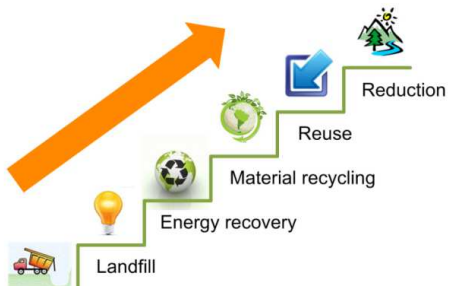 Reduction
Reuse
Material recycling
Energy recovery
Landfill